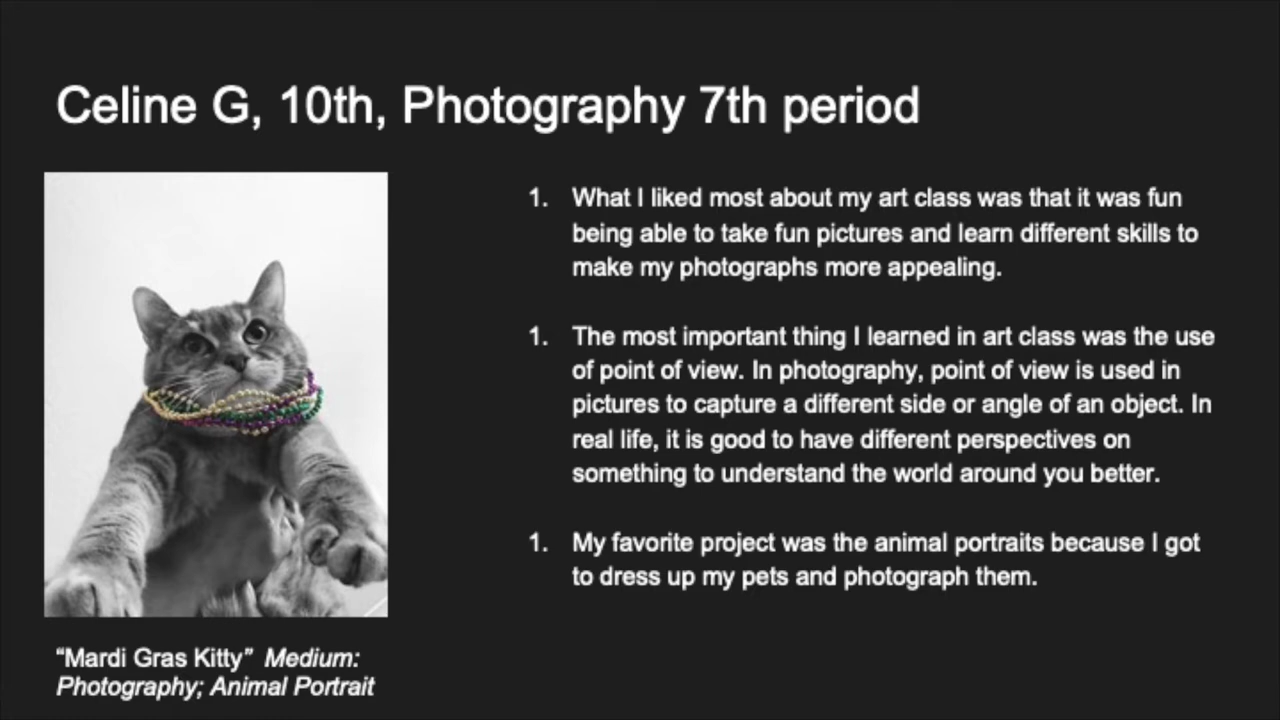 Celine G, 10th, Photography 7th period
1. What I liked most about my art class was that it was fun
being able to take fun pictures and learn different skills to
make my photographs more appealing.
1. The most important thing I learned in art class was the use
of point of view. In photography, point of view is used in
pictures to capture a different side or angle of an object. In
real life, it is good to have different perspectives on
something to understand the world around you better.
1. My favorite project was the animal portraits because I got
to dress up my pets and photograph them.
“Mardi Gras Kitty” Medium:
Photography; Animal Portrait